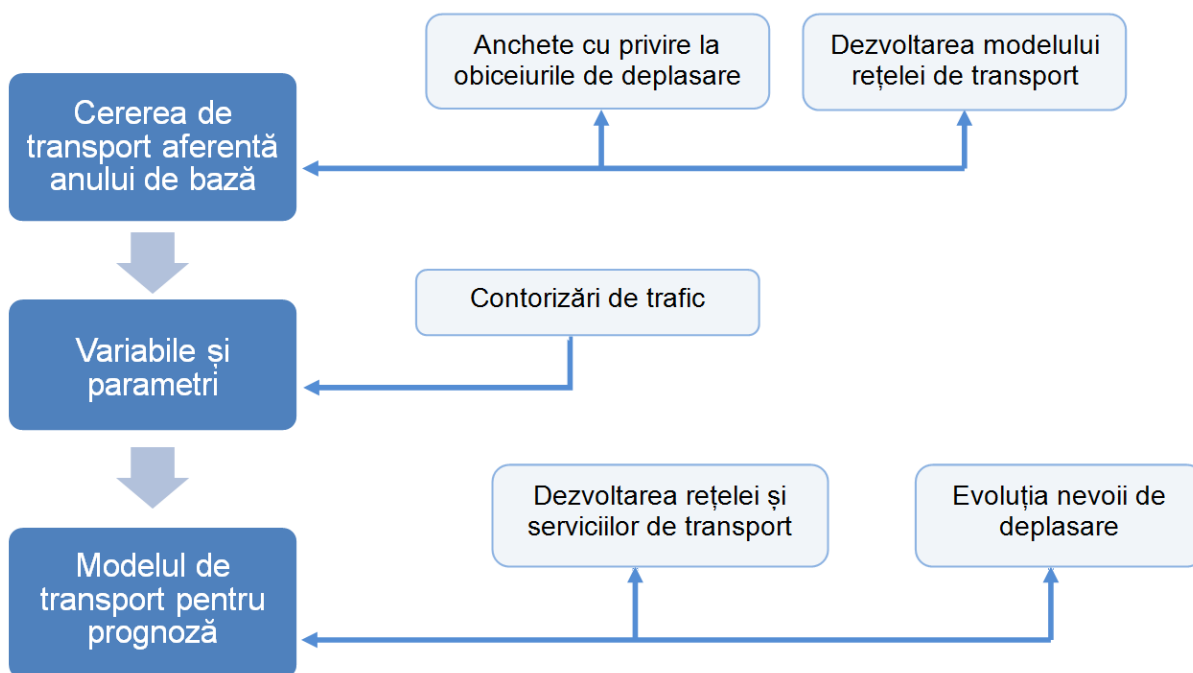 Anchete cu privire la
obiceiurile de deplasare
Dezvoltarea modelului
rețelei de transport
Cererea de
transport aferentă
anului de bază
Contorizări de trafic
Variabile și
parametri
Dezvoltarea rețelei și
serviciilor de transport
Evoluția nevoii de
deplasare
Modelul de
transport pentru
prognoză